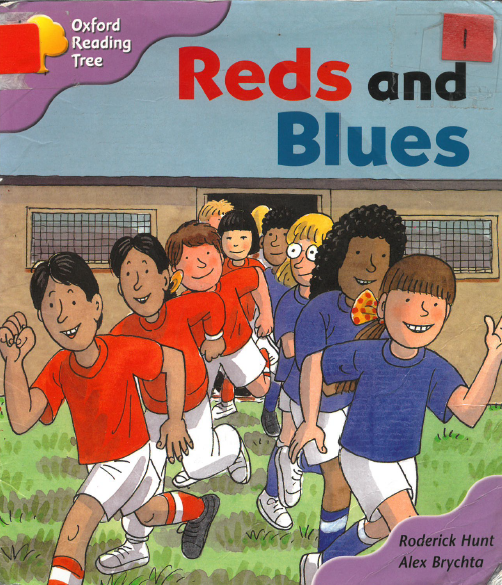 Oxford
Reading
Tree
1
Reds and
Blues
Roderick Hunt
Alex Brychta